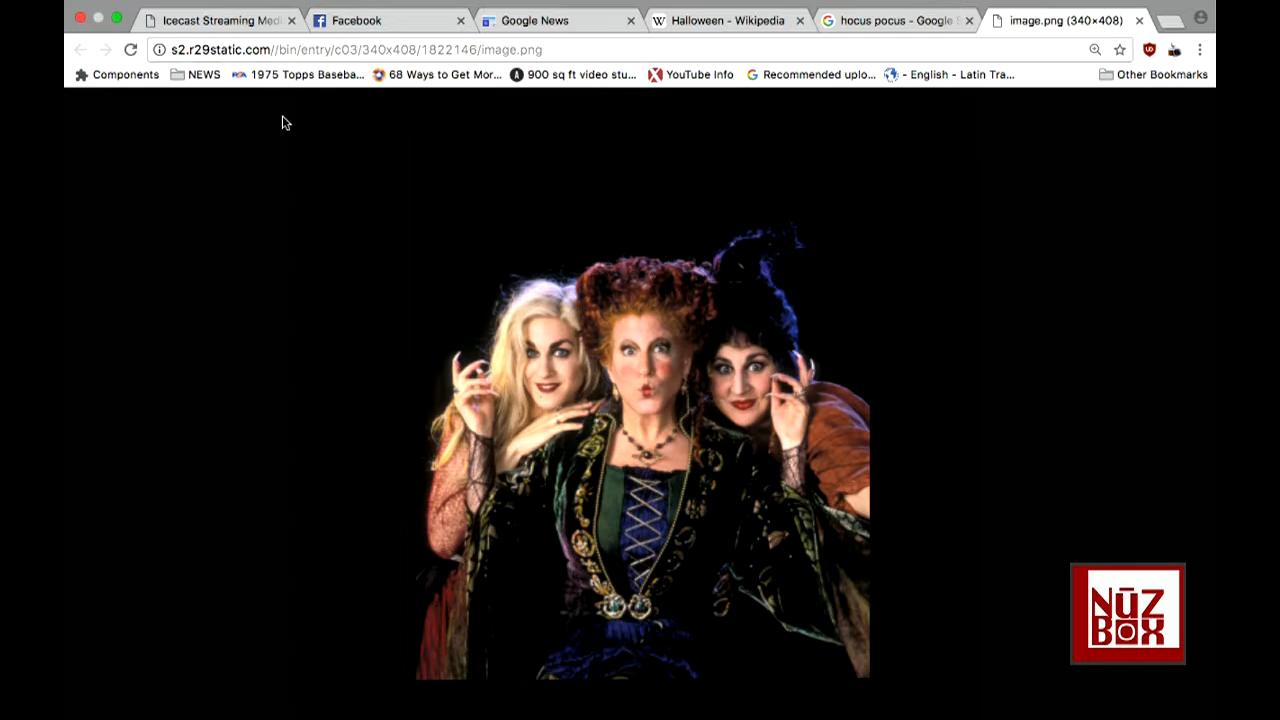 Icecast Streaming Medi
Facebook
Google News
Halloween - Wikipedia
hocus pocus - Google S
image.png (340×408)
s2.r29static.com//bin/entry/c03/340x408/1822146/image.png
Components
NEWS
1975 Topps Baseba...
68 Ways to Get Mor...
900 sq ft video stu...
YouTube Info
Recommended uplo...
- English - Latin Tra...
Other Bookmarks
NŪZ
BOX